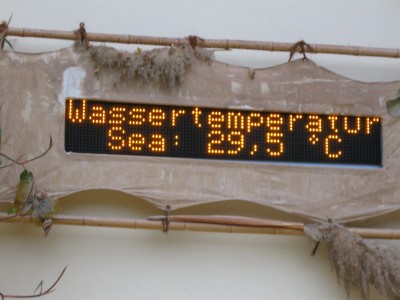 Wassertemperatur
Sea: 29,5 °C